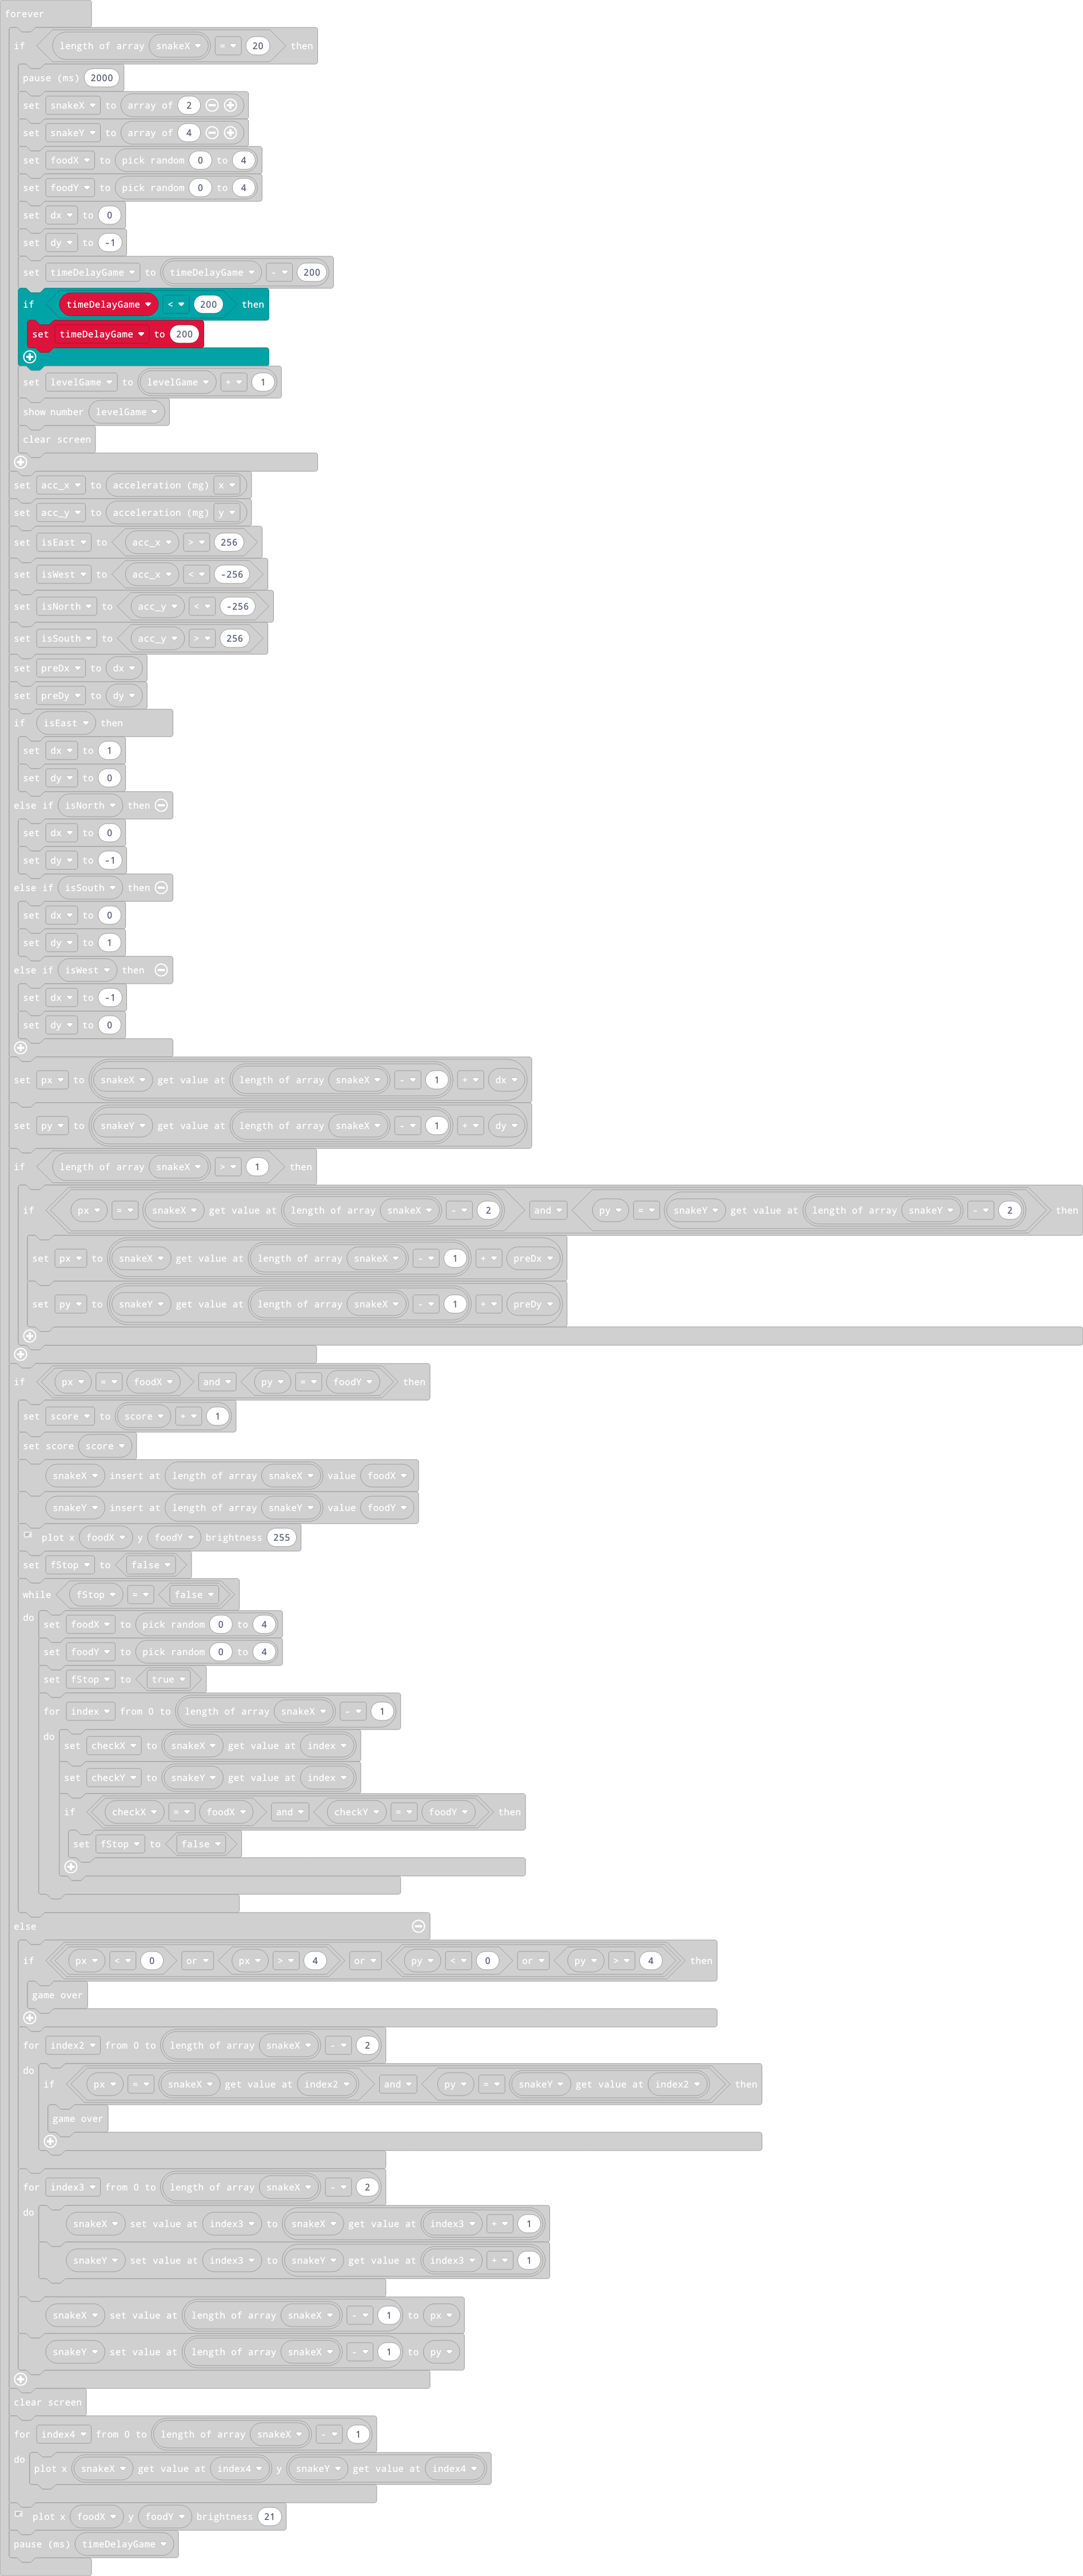 forever
if length of array snakeX = 20 then
pause (ms) 2000
set snakeX to array of 2
set snakeY to array of 4
set foodX to pick random 0 to 4
set foodY to pick random 0 to 4
set dx to 0
set dy to -1
set timeDelayGame to timeDelayGame - 200
if timeDelayGame < 200 then
set timeDelayGame to 200
set levelGame to levelGame + 1
show number levelGame
clear screen
set acc_x to acceleration (mg) x
set acc_y to acceleration (mg) y
set isEast to acc_x > 256
set isWest to acc_x < -256
set isNorth to acc_y < -256
set isSouth to acc_y > 256
set preDx to dx
set preDy to dy
if isEast then
set dx to 1
set dy to 0
else if isNorth then
set dx to 0
set dy to -1
else if isSouth then
set dx to 0
set dy to 1
else if isWest then
set dx to -1
set dy to 0
set px to snakeX get value at length of array snakeX - 1 + dx
set py to snakeY get value at length of array snakeX - 1 + dy
if length of array snakeX > 1 then
if px = snakeX get value at length of array snakeX - 2 and py = snakeY get value at length of array snakeY - 2 then
set px to snakeX get value at length of array snakeX - 1 + preDx
set py to snakeY get value at length of array snakeX - 1 + preDy
if px = foodX and py = foodY then
set score to score + 1
set score score
snakeX insert at length of array snakeX value foodX
snakeY insert at length of array snakeY value foodY
plot x foodX y foodY brightness 255
set fStop to false
while fStop = false
do set foodX to pick random 0 to 4
set foodY to pick random 0 to 4
set fStop to true
for index from 0 to length of array snakeX - 1
do set checkX to snakeX get value at index
set checkY to snakeY get value at index
if checkX = foodX and checkY = foodY then
set fStop to false
else
if px < 0 or px > 4 or py < 0 or py > 4 then
game over
for index2 from 0 to length of array snakeX - 2
do if px = snakeX get value at index2 and py = snakeY get value at index2 then
game over
for index3 from 0 to length of array snakeX - 2
do snakeX set value at index3 to snakeX get value at index3 + 1
snakeY set value at index3 to snakeY get value at index3 + 1
snakeX set value at length of array snakeX - 1 to px
snakeY set value at length of array snakeX - 1 to py
clear screen
for index4 from 0 to length of array snakeX - 1
do plot x snakeX get value at index4 y snakeY get value at index4
plot x foodX y foodY brightness 21
pause (ms) timeDelayGame